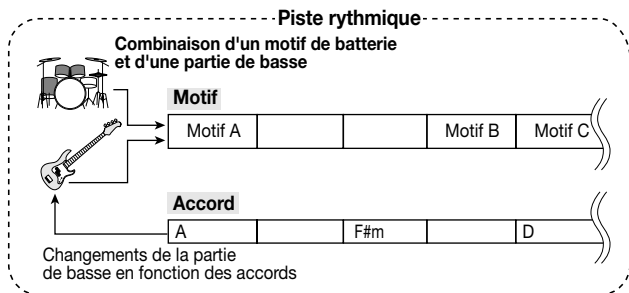 Piste rythmique
Combinaison d'un motif de batterie
et d'une partie de basse
Motif
Motif A Motif B Motif C
Accord
A F#m D
Changements de la partie
de basse en fonction des accords